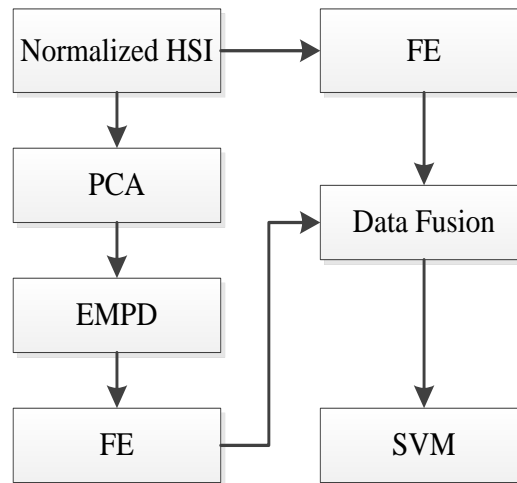 Normalized HSI
FE
PCA
Data Fusion
EMPD
FE
SVM